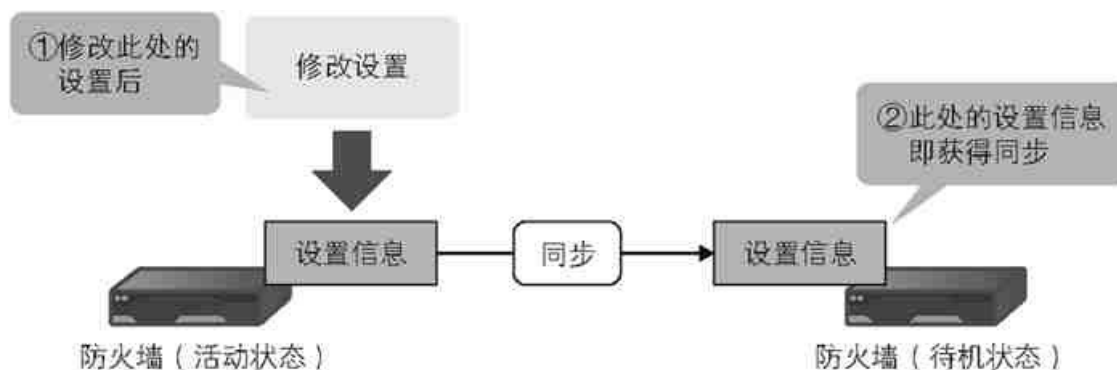 ①修改此处的
设置后
修改设置
②此处的设置信息
即获得同步
设置信息
同步
设置信息
防火墙（活动状态）
防火墙（待机状态）